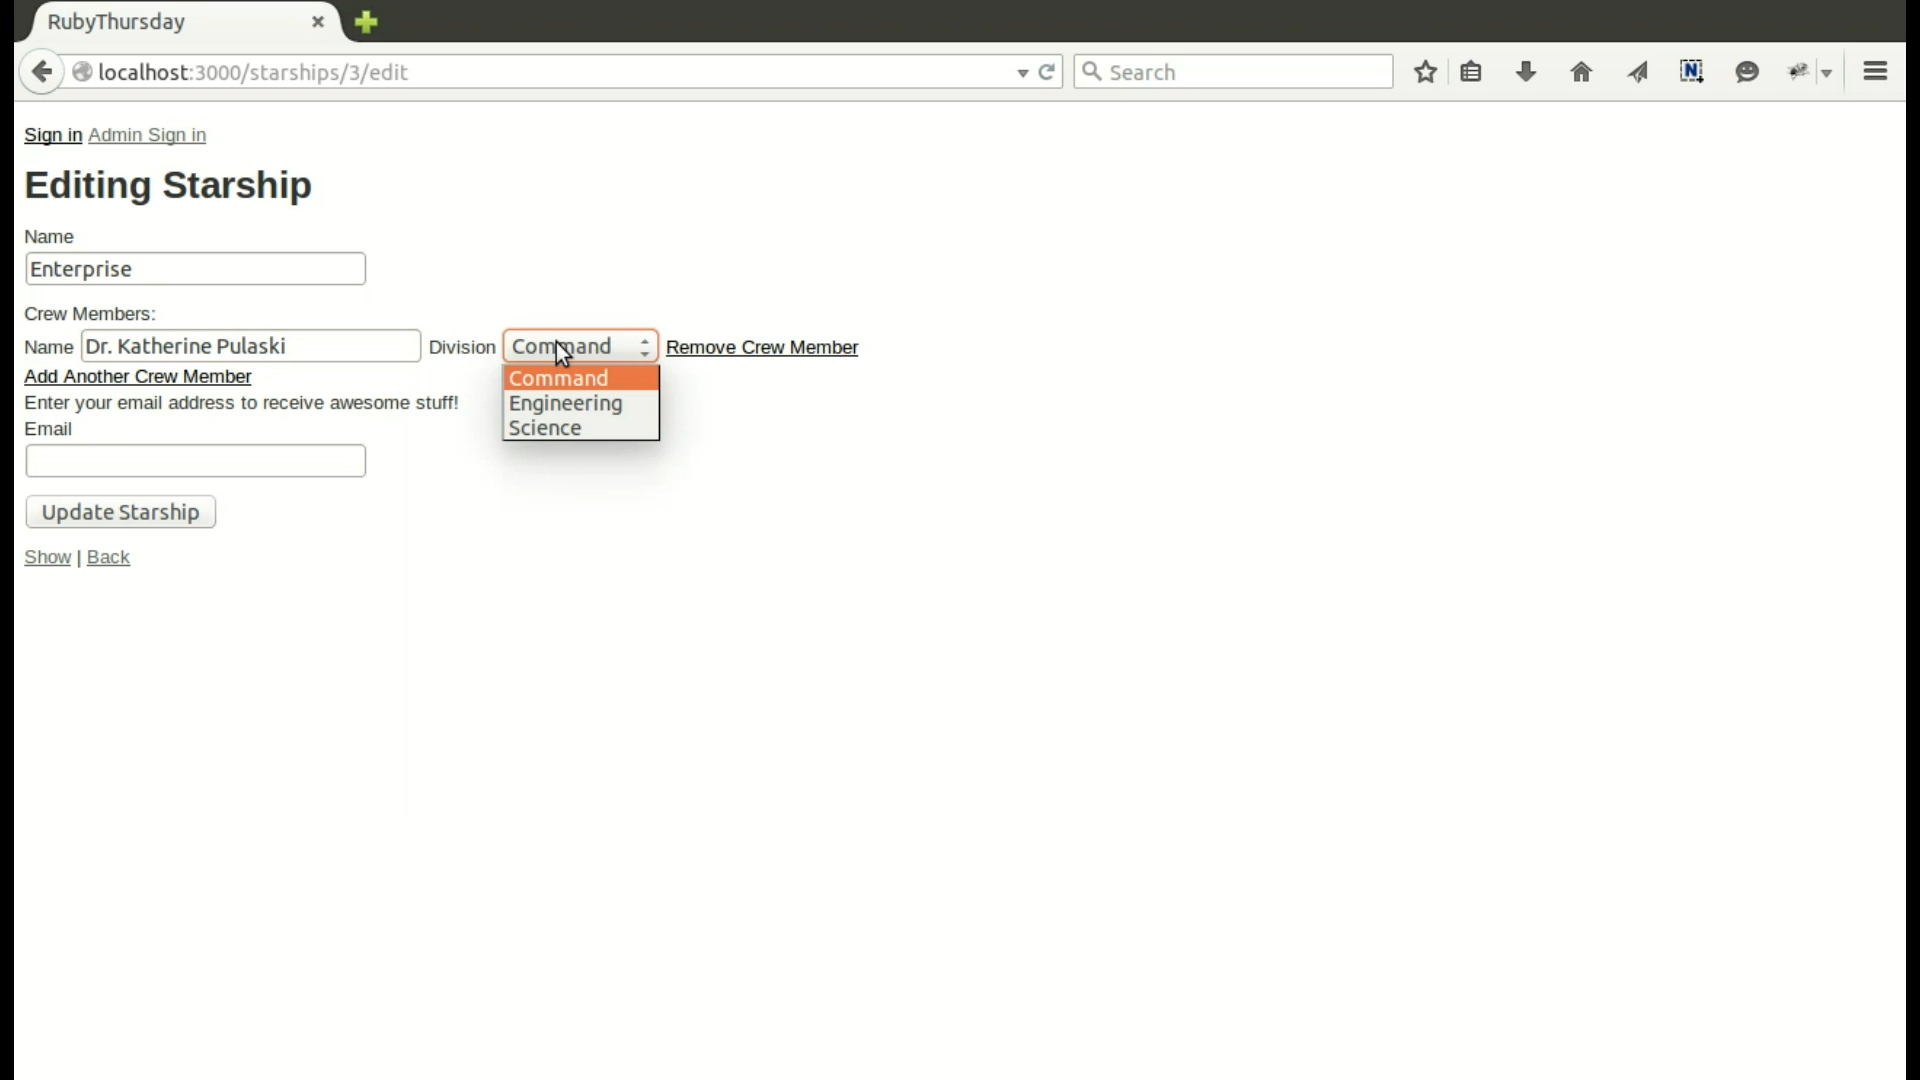 RubyThursday
localhost:3000/starships/3/edit
Search
Sign in Admin Sign in
Editing Starship
Name
Enterprise
Crew Members:
Name Dr. Katherine Pulaski Division Command Remove Crew Member
Command
Engineering
Science
Add Another Crew Member
Enter your email address to receive awesome stuff!
Email
Update Starship
Show | Back